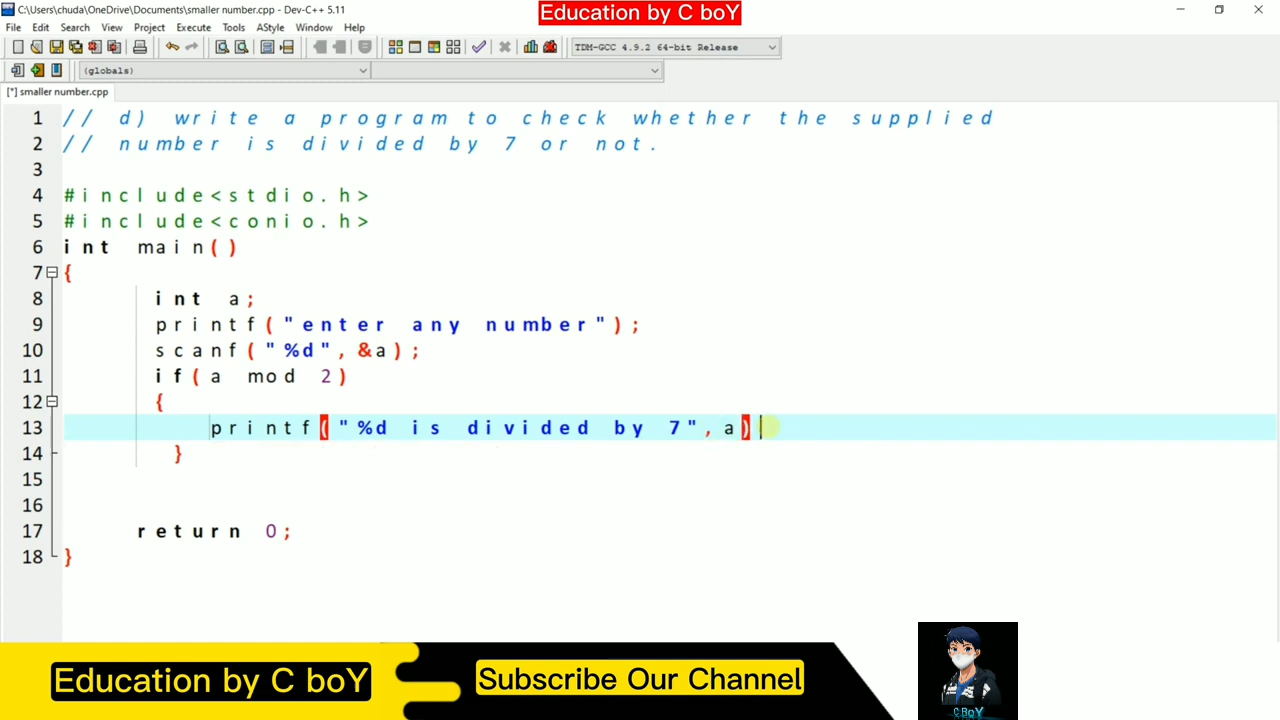 C:\Users\chuda\OneDrive\Documents\smaller number.cpp - Dev-C++ 5.11
Education by C boY
File Edit Search View Project Execute Tools AStyle Window Help
TDM-GCC 4.9.2 64-bit Release
(globals)
[*] smaller number.cpp
1 // d) write a program to check whether the supplied
2 // number is divided by 7 or not.
3
4 #include<stdio.h>
5 #include<conio.h>
6 int main()
7 {
8 int a;
9 printf("enter any number");
10 scanf("%d",&a);
11 if(a mod 2)
12 {
13 printf("%d is divided by 7",a)
14 }
15
16
17 return 0;
18 }
Education by C boY
Subscribe Our Channel
C BoY